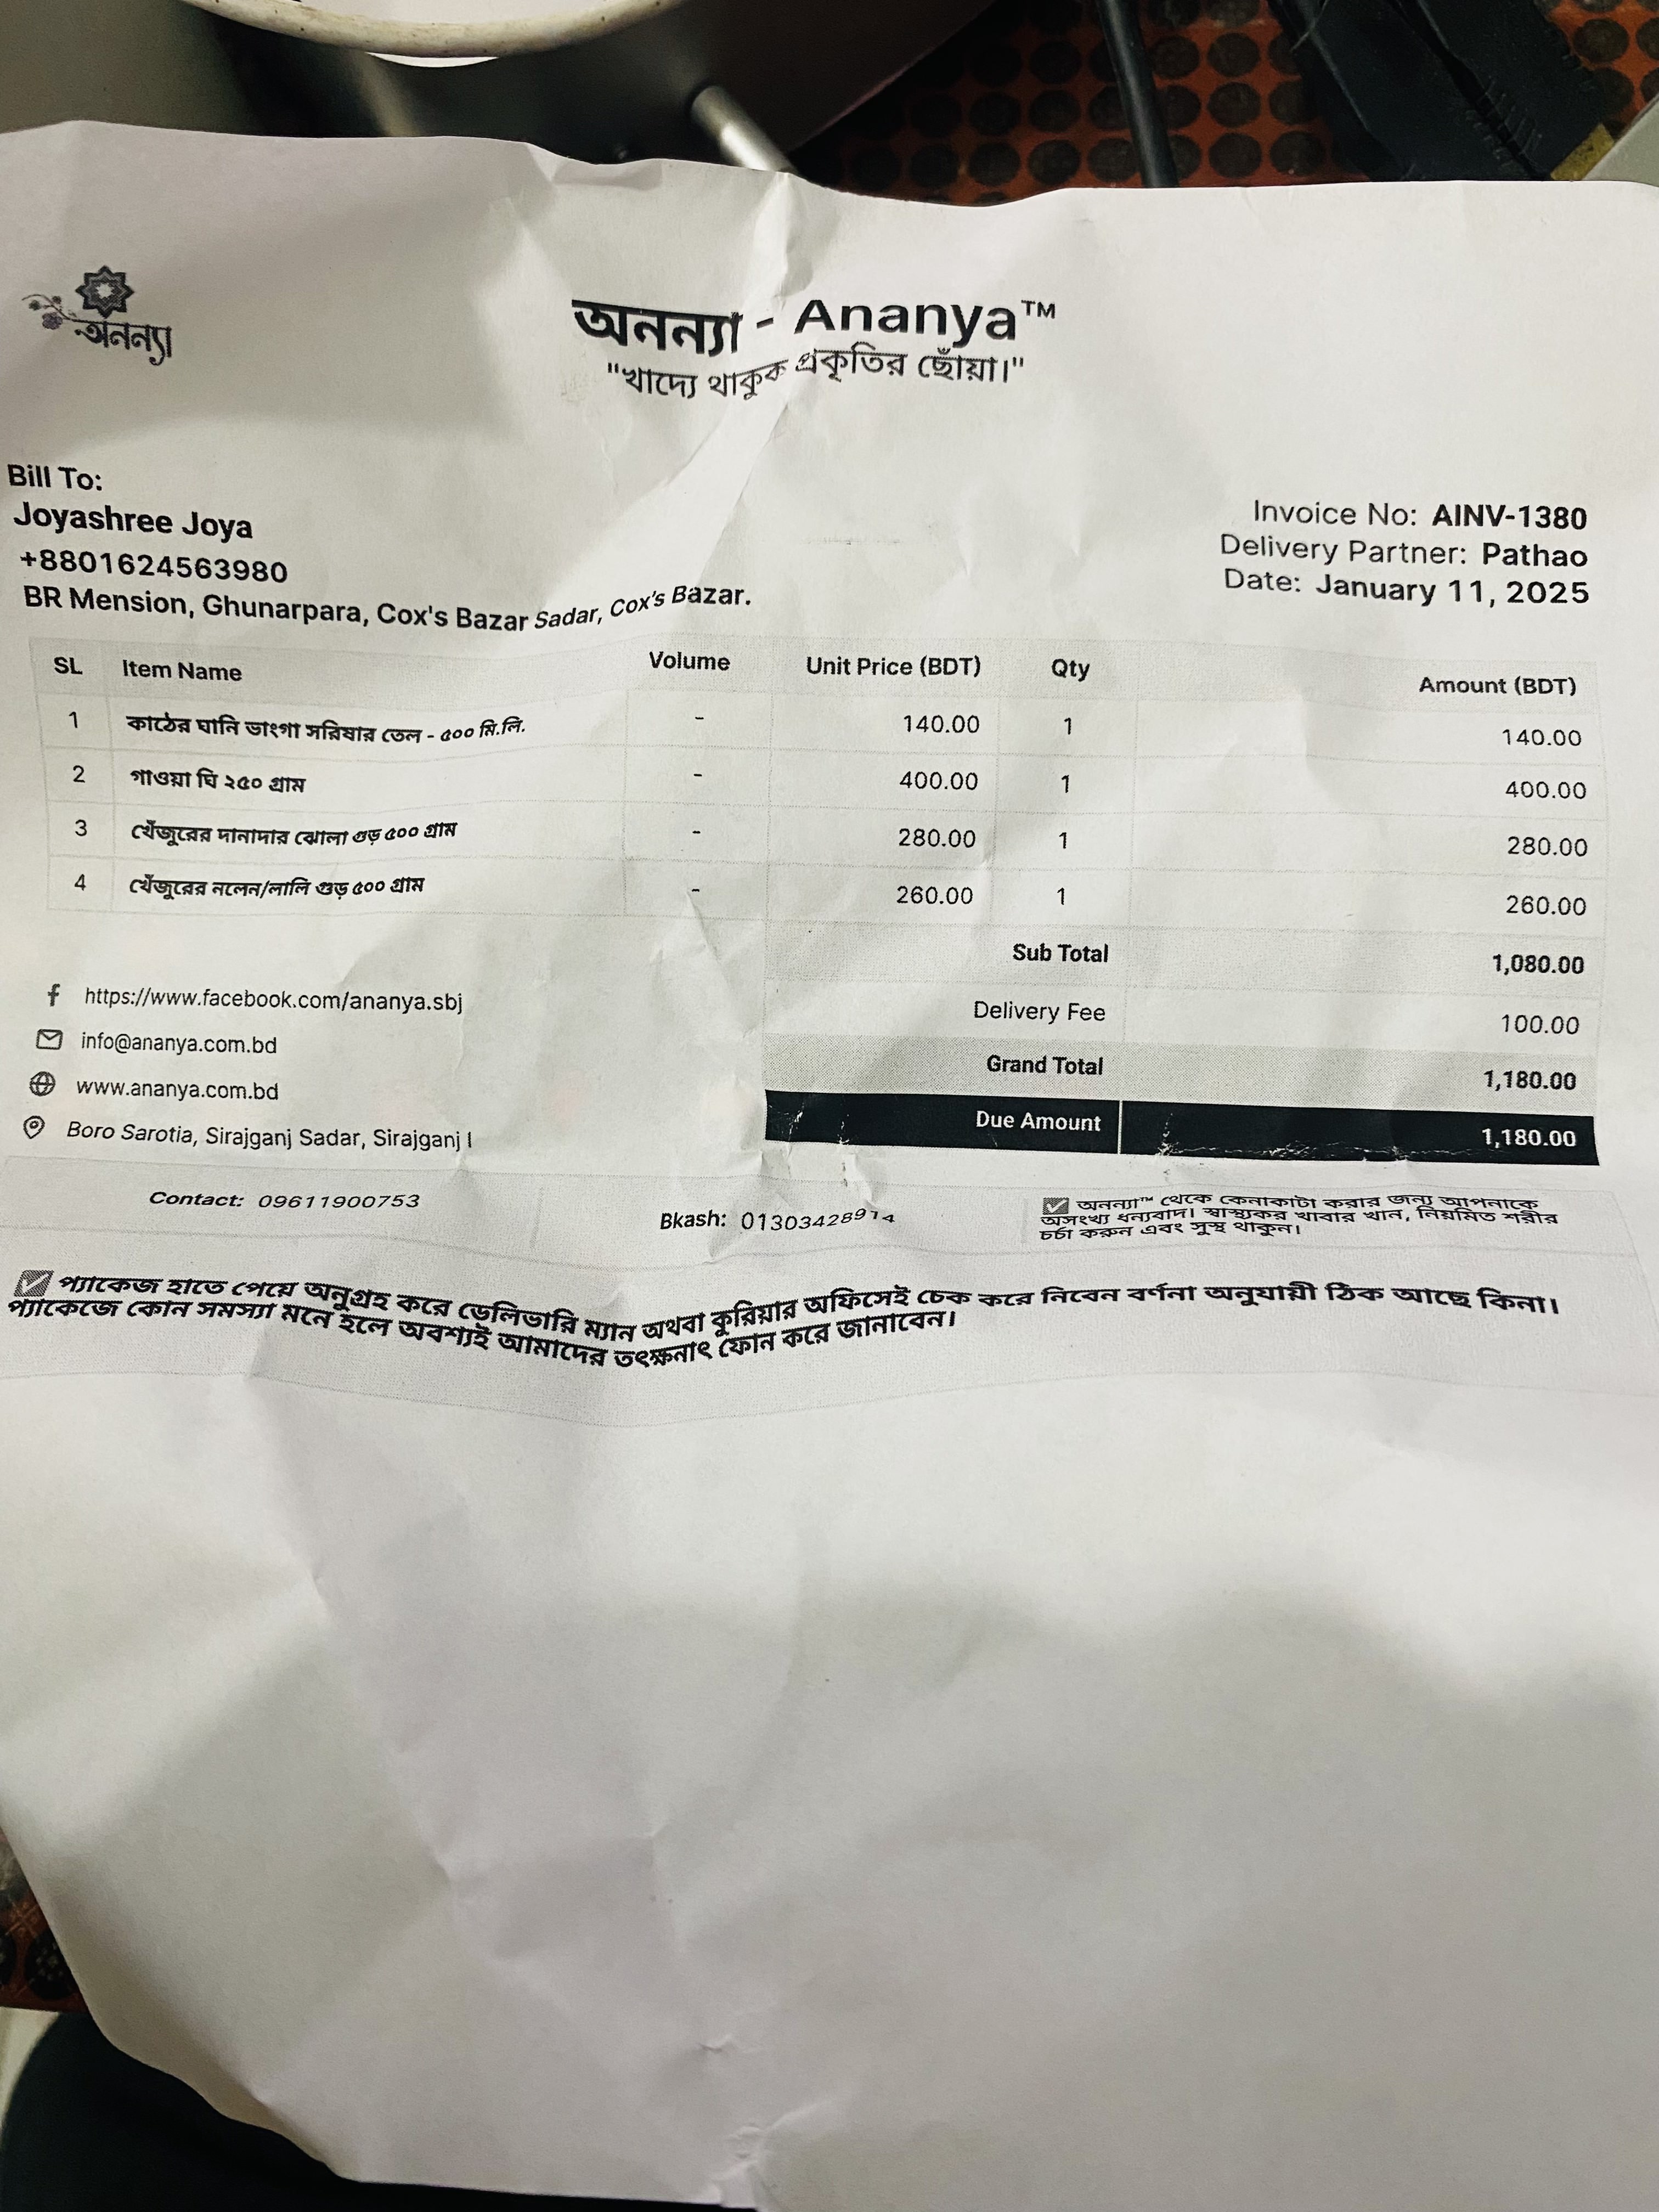 অনন্যা
অনন্যা - Ananya™
"খাদ্যে থাকুক প্রকৃতির ছোঁয়া।"
Bill To:
Joyashree Joya
+8801624563980
BR Mension, Ghunarpara, Cox's Bazar Sadar, Cox's Bazar.
Invoice No: AINV-1380
Delivery Partner: Pathao
Date: January 11, 2025
SL Item Name Volume Unit Price (BDT) Qty Amount (BDT)
1 কাঠের ঘানি ভাংগা সরিষার তেল - ৫০০ মি.লি. - 140.00 1 140.00
2 গাওয়া ঘি ২৫০ গ্রাম - 400.00 1 400.00
3 খেঁজুরের দানাদার ঝোলা গুড় ৫০০ গ্রাম - 280.00 1 280.00
4 খেঁজুরের নলেন/লালি গুড় ৫০০ গ্রাম - 260.00 1 260.00
Sub Total 1,080.00
Delivery Fee 100.00
Grand Total 1,180.00
Due Amount 1,180.00
https://www.facebook.com/ananya.sbj
info@ananya.com.bd
www.ananya.com.bd
Boro Sarotia, Sirajganj Sadar, Sirajganj।
Contact: 09611900753
Bkash: 01303428914
অনন্যা™ থেকে কেনাকাটা করার জন্য আপনাকে
অসংখ্য ধন্যবাদ। স্বাস্থ্যকর খাবার খান, নিয়মিত শরীর
চর্চা করুন এবং সুস্থ থাকুন।
প্যাকেজ হাতে পেয়ে অনুগ্রহ করে ডেলিভারি ম্যান অথবা কুরিয়ার অফিসেই চেক করে নিবেন বর্ণনা অনুযায়ী ঠিক আছে কিনা।
প্যাকেজে কোন সমস্যা মনে হলে অবশ্যই আমাদের তৎক্ষনাৎ ফোন করে জানাবেন।